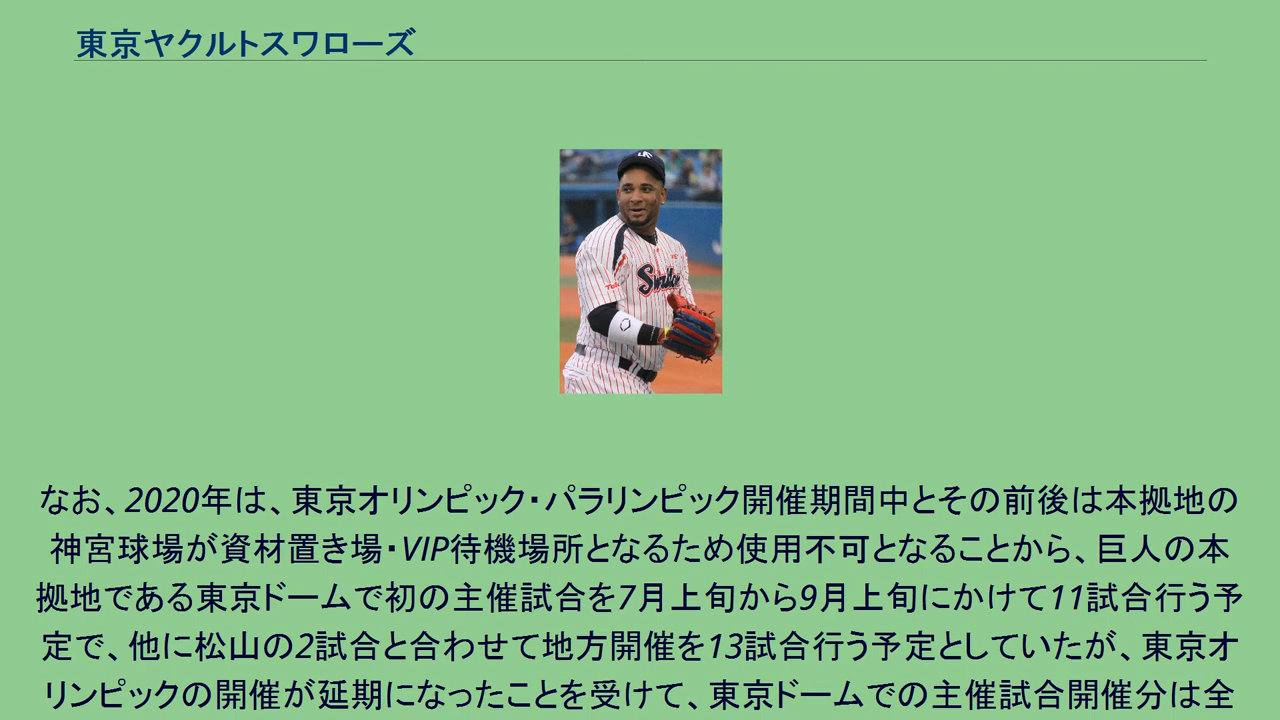 東京ヤクルトスワローズ
なお、2020年は、東京オリンピック・パラリンピック開催期間中とその前後は本拠地の
神宮球場が資材置き場・VIP待機場所となるため使用不可となることから、巨人の本
拠地である東京ドームで初の主催試合を7月上旬から9月上旬にかけて11試合行う予
定で、他に松山の2試合と合わせて地方開催を13試合行う予定としていたが、東京オ
リンピックの開催が延期になったことを受けて、東京ドームでの主催試合開催分は全